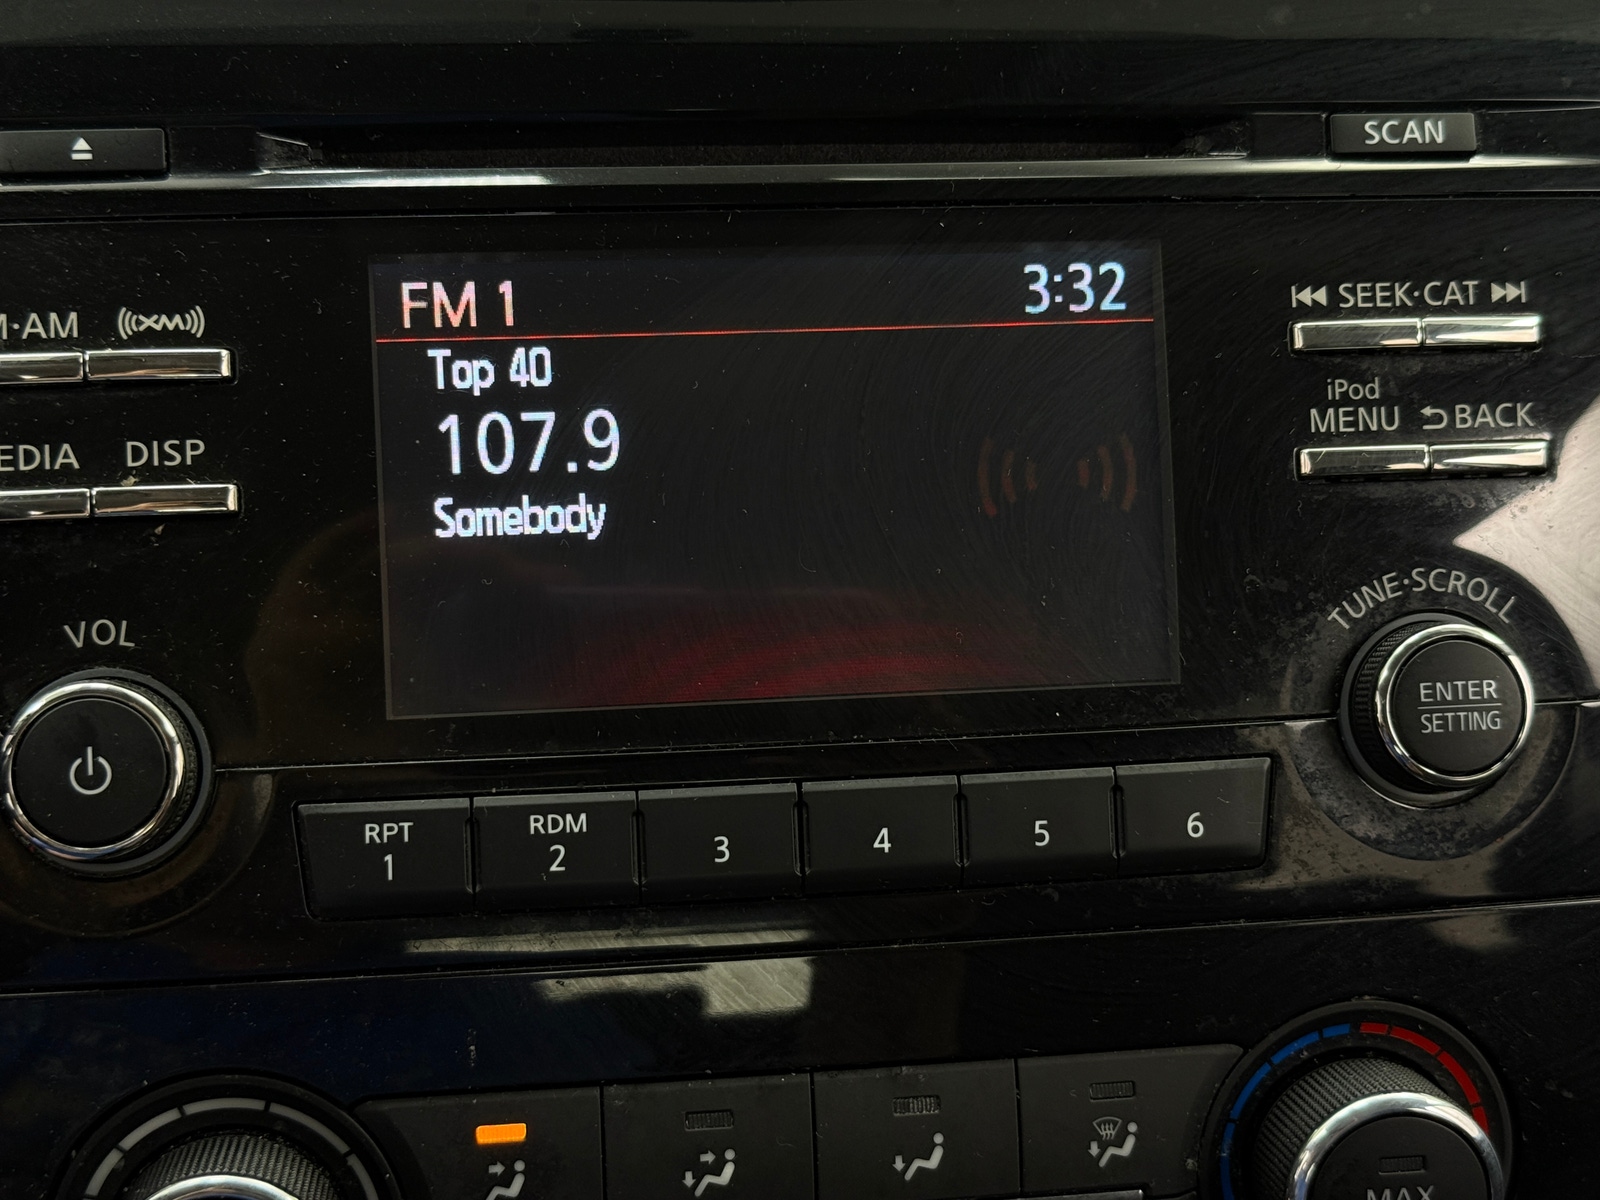 SCAN
FM 1 3:32
Top 40
107.9
Somebody
M·AM XM
EDIA DISP
VOL
SEEK·CAT
iPod
MENU BACK
TUNE·SCROLL
ENTER
SETTING
RPT
1
RDM
2
3
4
5
6
MAX